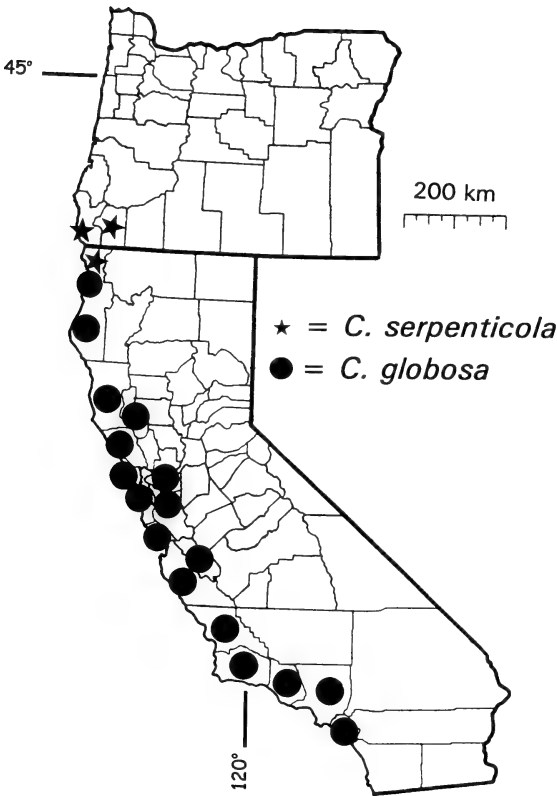 45°
200 km
★ = C. serpenticola
● = C. globosa
120°